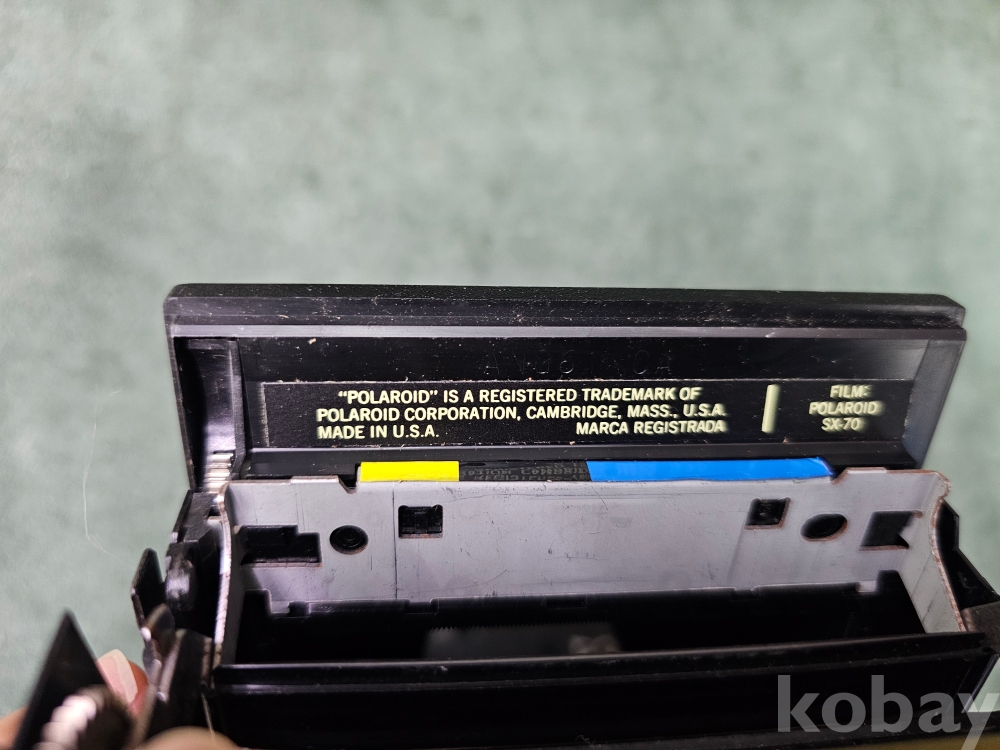 "POLAROID" IS A REGISTERED TRADEMARK OF
POLAROID CORPORATION, CAMBRIDGE, MASS., U.S.A.
MADE IN U.S.A. MARCA REGISTRADA
FILM:
POLAROID
SX-70
kobay